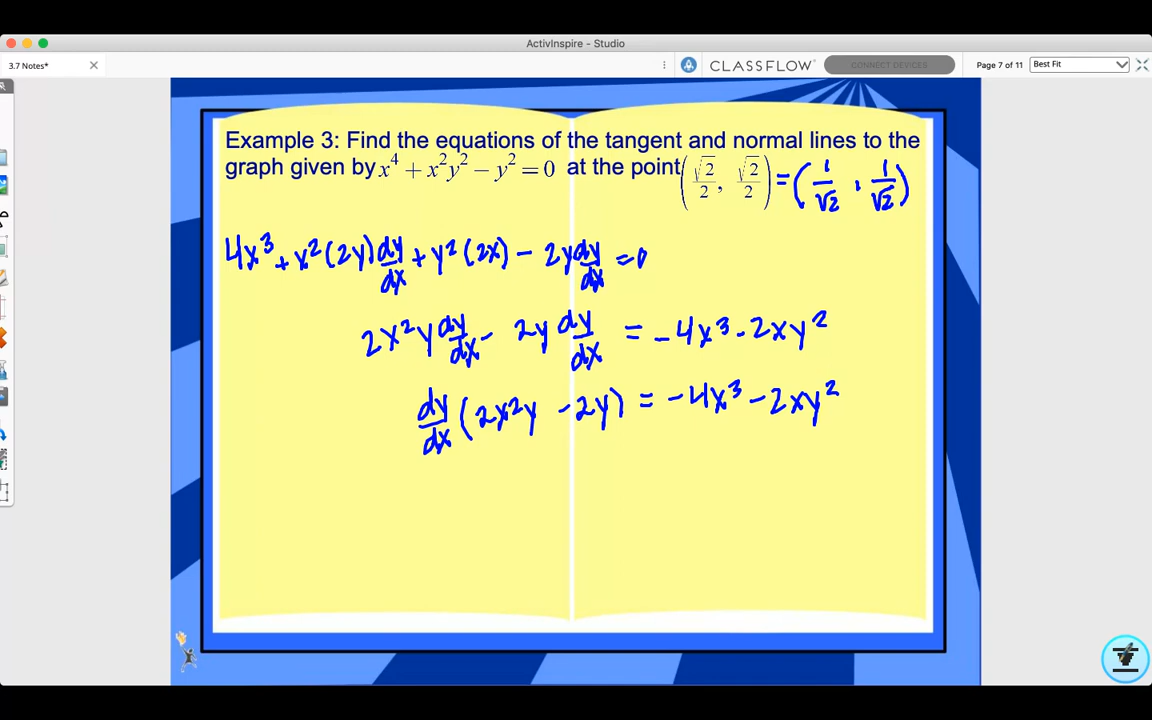 ActivInspire - Studio
3.7 Notes*
CLASSFLOW
CONNECT DEVICES
Page 7 of 11
Best Fit
Example 3: Find the equations of the tangent and normal lines to the
graph given by x⁴ + x²y² − y² = 0 at the point (√2/2, √2/2) = (1/√2, 1/√2)
4x³ + x²(2y)dy/dx + y²(2x) − 2y dy/dx = 0
2x²y dy/dx − 2y dy/dx = −4x³ − 2xy²
dy/dx (2x²y − 2y) = −4x³ − 2xy²